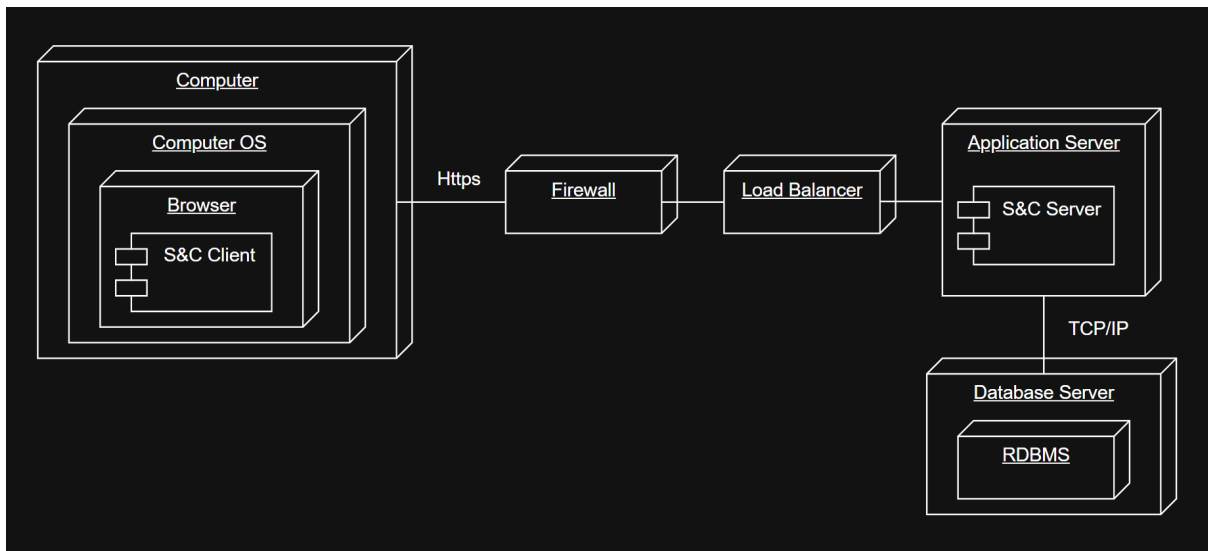 Computer
Computer OS
Browser
S&C Client
Https
Firewall
Load Balancer
Application Server
S&C Server
TCP/IP
Database Server
RDBMS